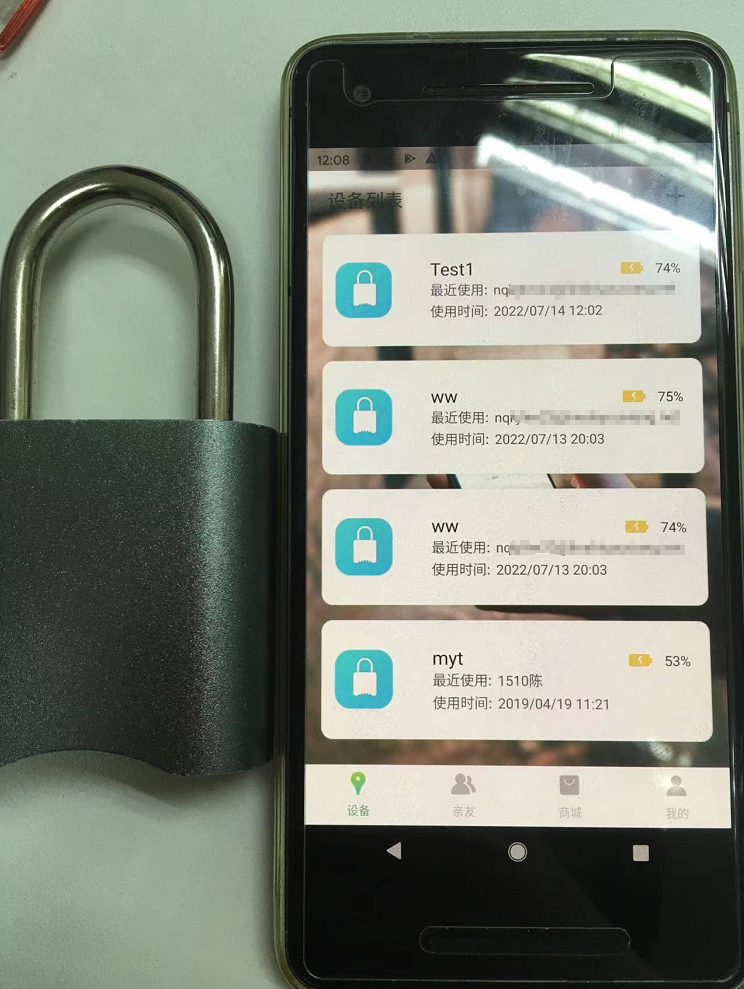 12:08
设备列表
Test1
74%
最近使用: nq
使用时间: 2022/07/14 12:02
ww
75%
最近使用: nq
使用时间: 2022/07/13 20:03
ww
74%
最近使用: nq
使用时间: 2022/07/13 20:03
myt
53%
最近使用: 1510陈
使用时间: 2019/04/19 11:21
设备
亲友
商城
我的